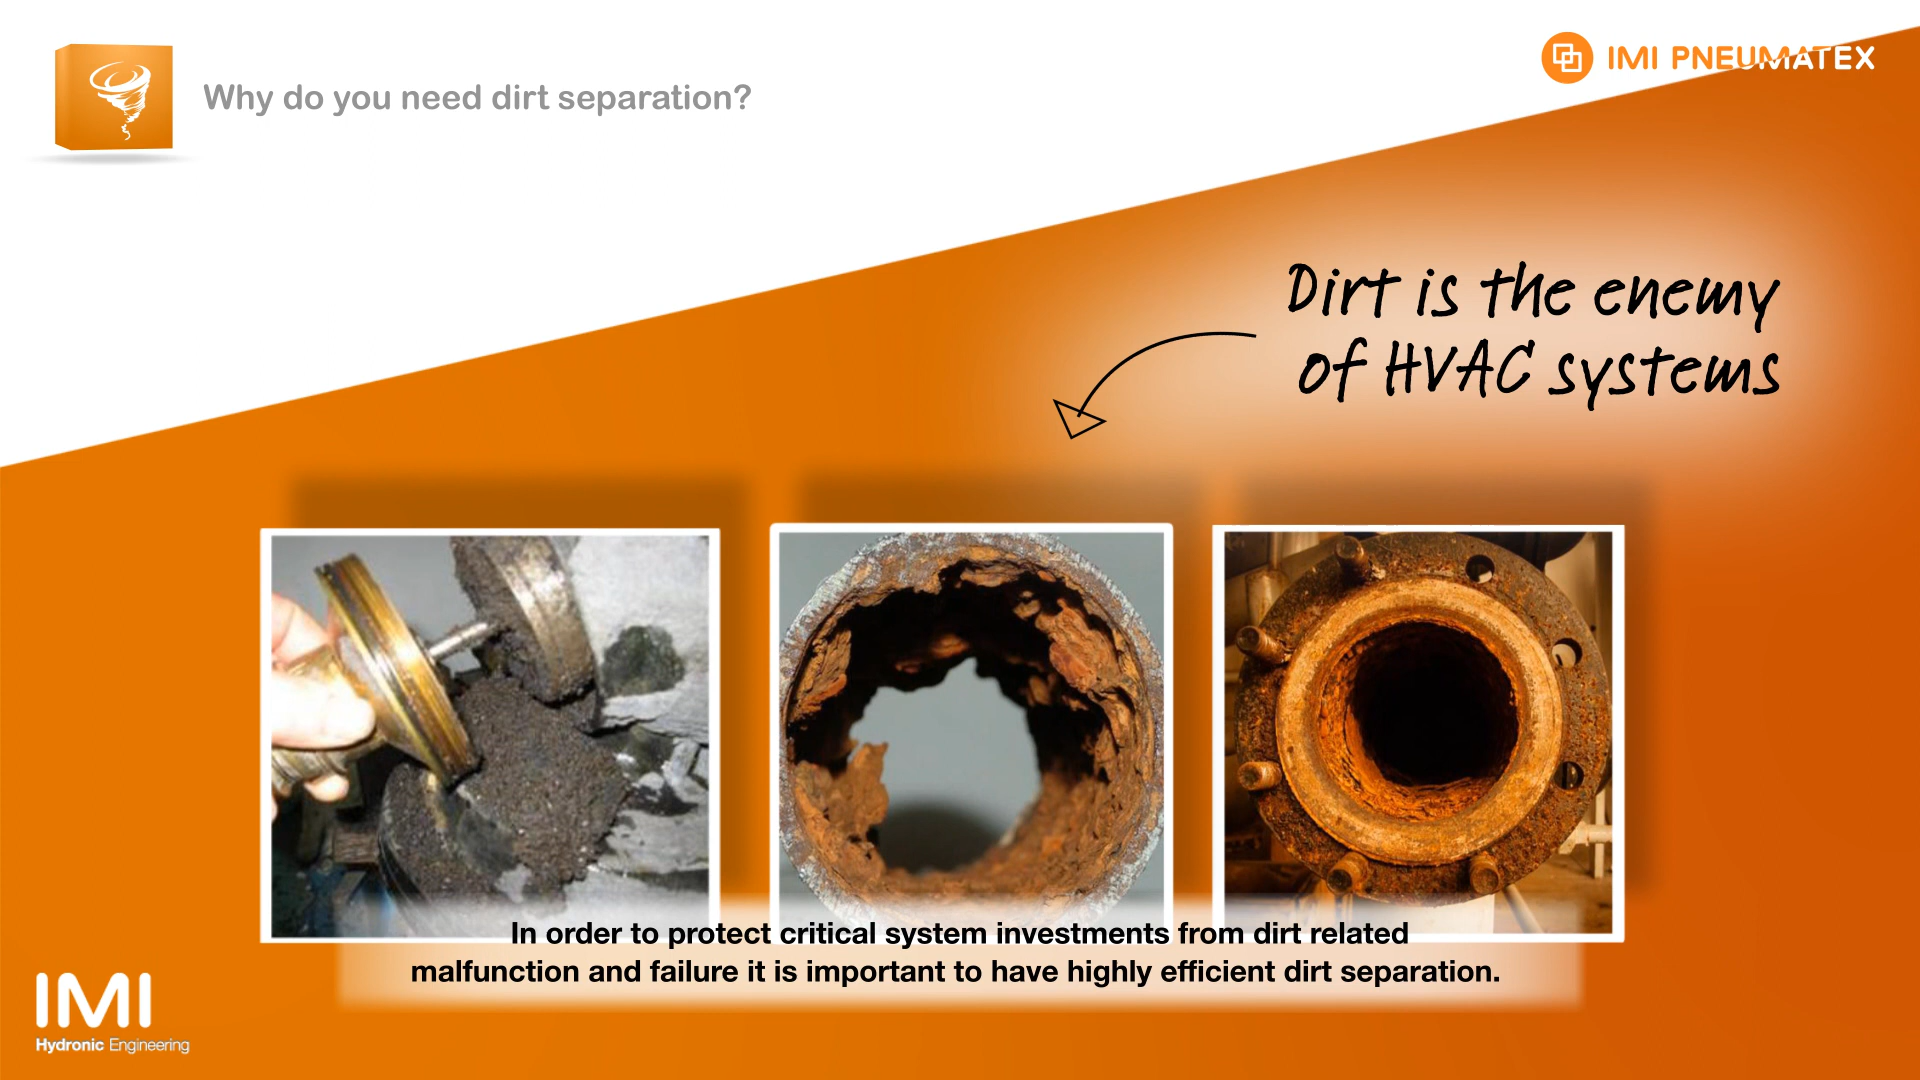 Why do you need dirt separation?
IMI PNEUMATEX
Dirt is the enemy
of HVAC systems
In order to protect critical system investments from dirt related
malfunction and failure it is important to have highly efficient dirt separation.
IMI
Hydronic Engineering